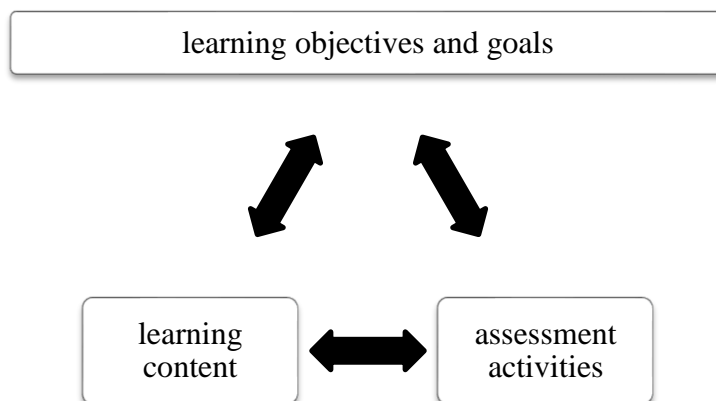 learning objectives and goals
learning
content
assessment
activities